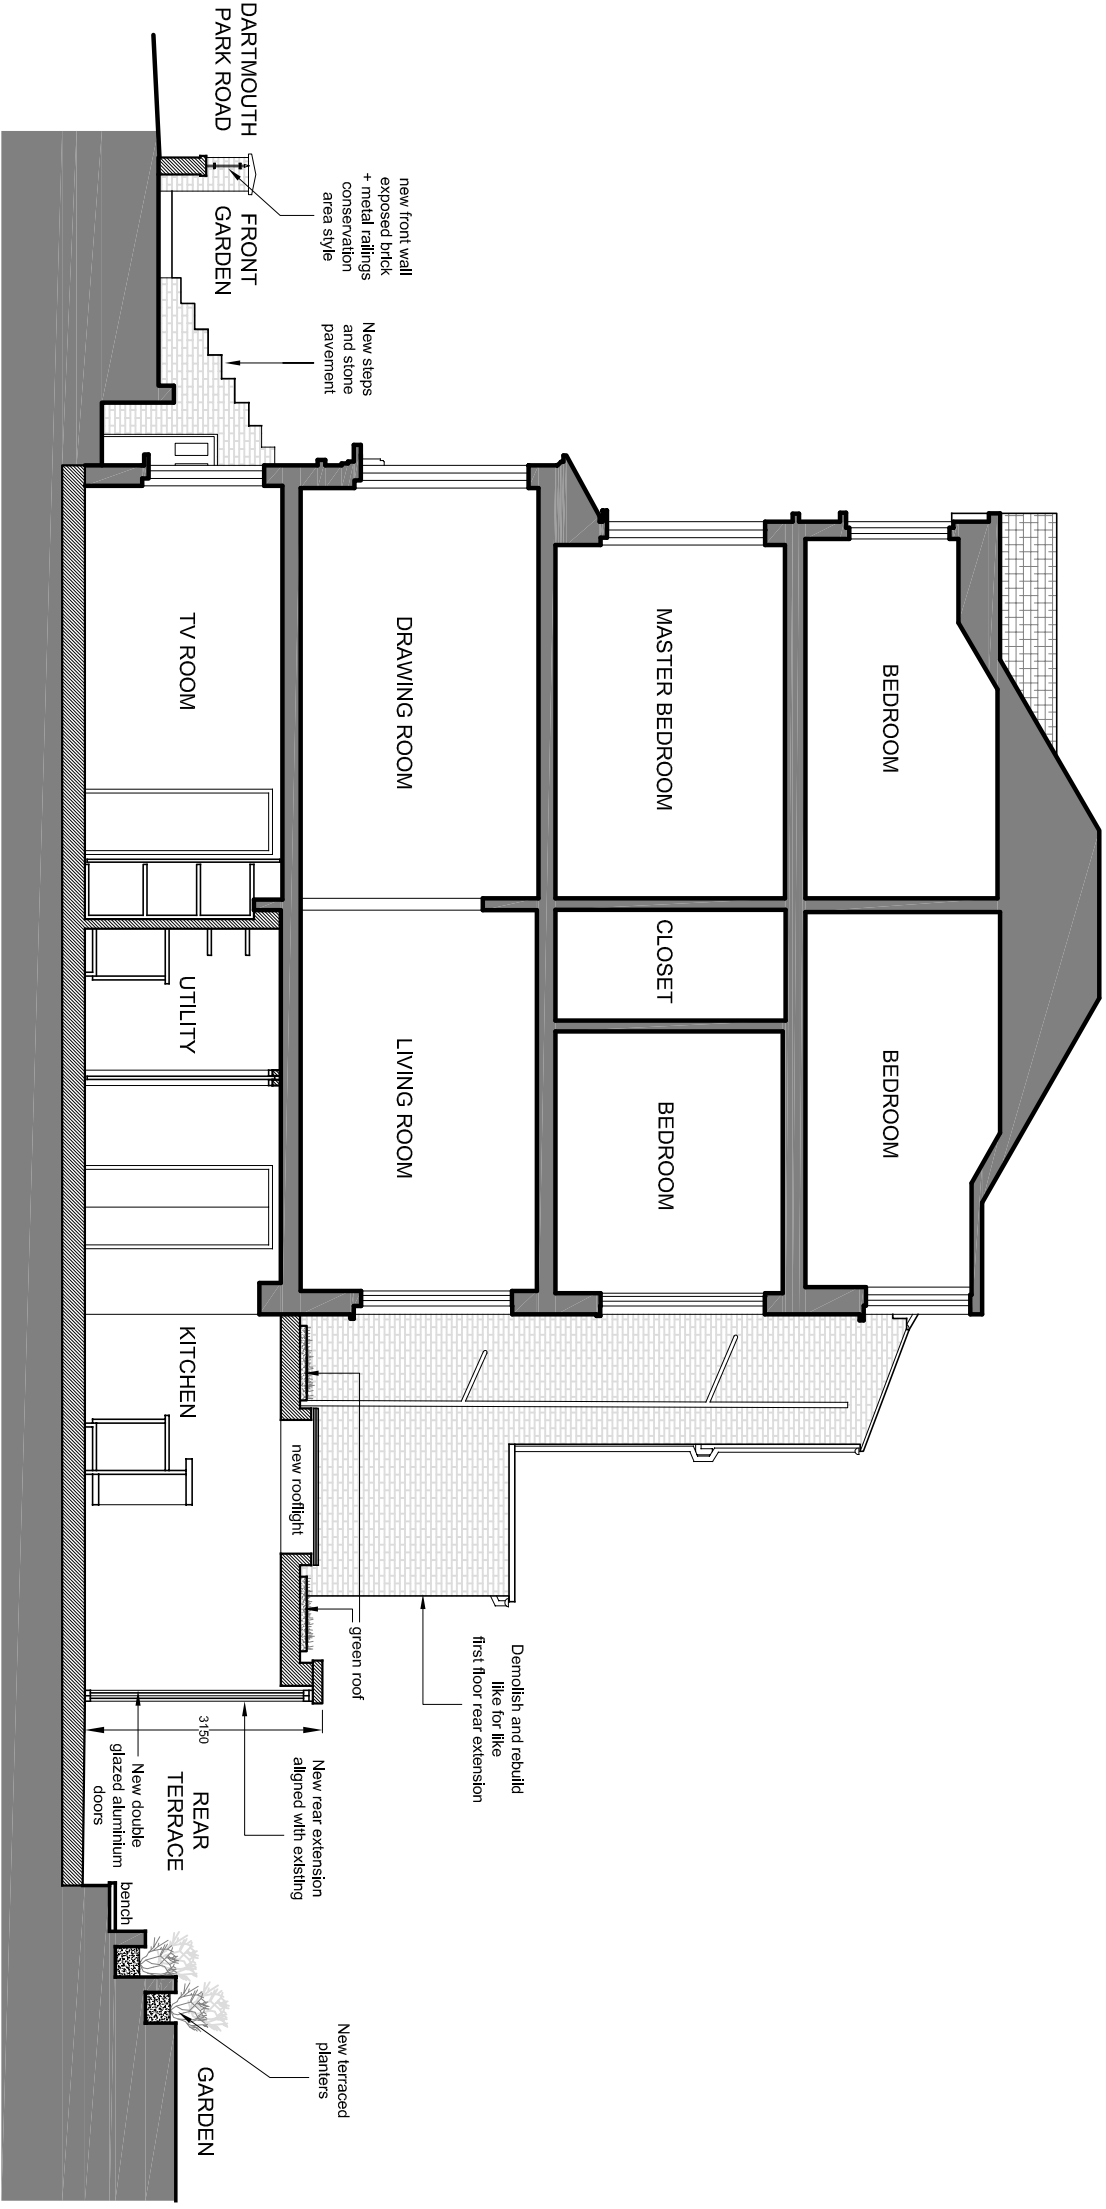 DARTMOUTH
PARK ROAD
FRONT
GARDEN
new front wall
exposed brick
+ metal railings
conservation
area style
New steps
and stone
pavement
BEDROOM
BEDROOM
MASTER BEDROOM
CLOSET
BEDROOM
DRAWING ROOM
LIVING ROOM
TV ROOM
UTILITY
KITCHEN
new rooflight
green roof
Demolish and rebuild
like for like
first floor rear extension
3150
New rear extension
aligned with existing
REAR
TERRACE
New double
glazed aluminium
doors
bench
New terraced
planters
GARDEN